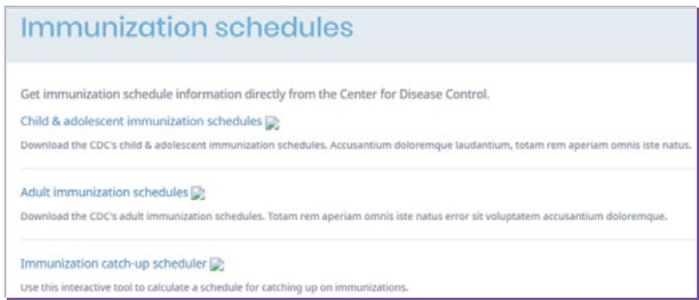 Immunization schedules
Get immunization schedule information directly from the Center for Disease Control.
Child & adolescent immunization schedules
Download the CDC's child & adolescent immunization schedules. Accusantium doloremque laudantium, totam rem aperiam omnis iste natus.
Adult immunization schedules
Download the CDC's adult immunization schedules. Totam rem aperiam omnis iste natus error sit voluptatem accusantium doloremque.
Immunization catch-up scheduler
Use this interactive tool to calculate a schedule for catching up on immunizations.